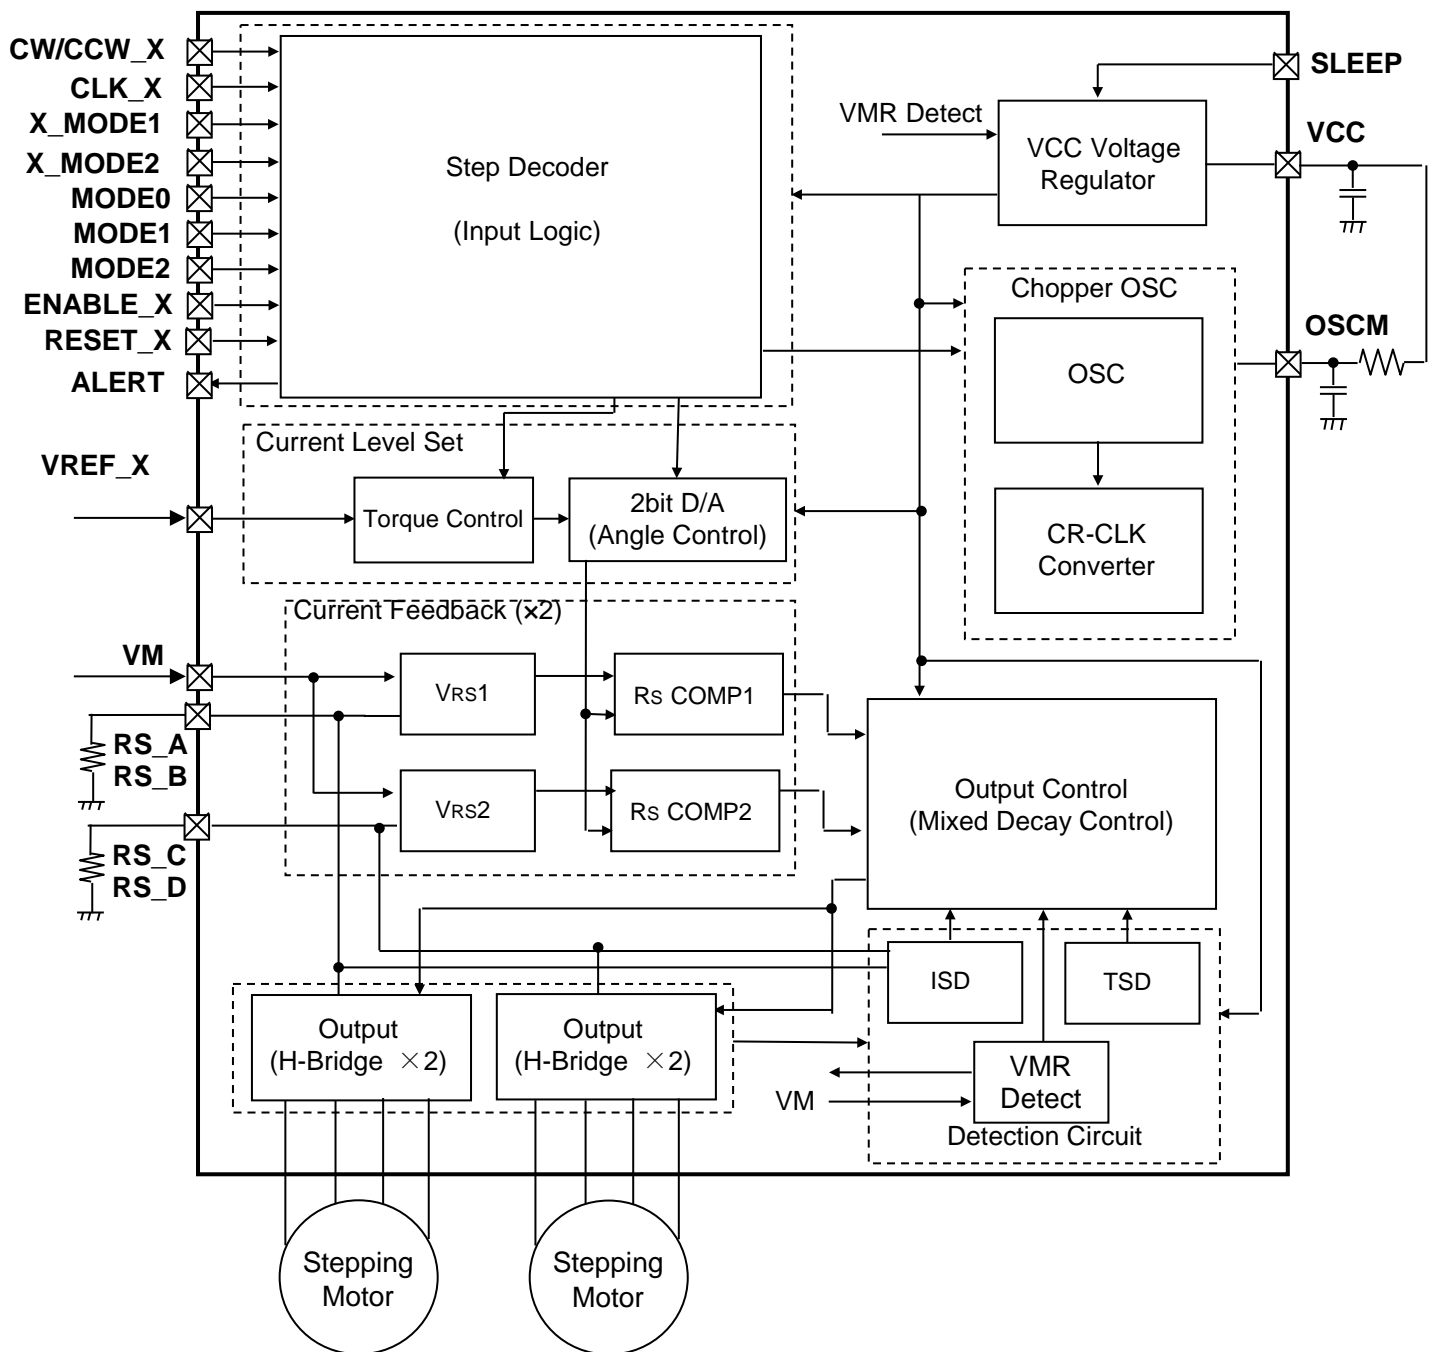 CW/CCW_X
CLK_X
X_MODE1
X_MODE2
MODE0
MODE1
MODE2
ENABLE_X
RESET_X
ALERT
VREF_X
VM
RS_A
RS_B
RS_C
RS_D
Step Decoder
(Input Logic)
VMR Detect
VCC Voltage
Regulator
SLEEP
VCC
OSCM
Chopper OSC
OSC
CR-CLK
Converter
Current Level Set
Torque Control
2bit D/A
(Angle Control)
Current Feedback (×2)
VRS1
RS COMP1
VRS2
RS COMP2
Output Control
(Mixed Decay Control)
ISD
TSD
VMR
Detect
VM
Detection Circuit
Output
(H-Bridge ×2)
Output
(H-Bridge ×2)
Stepping
Motor
Stepping
Motor